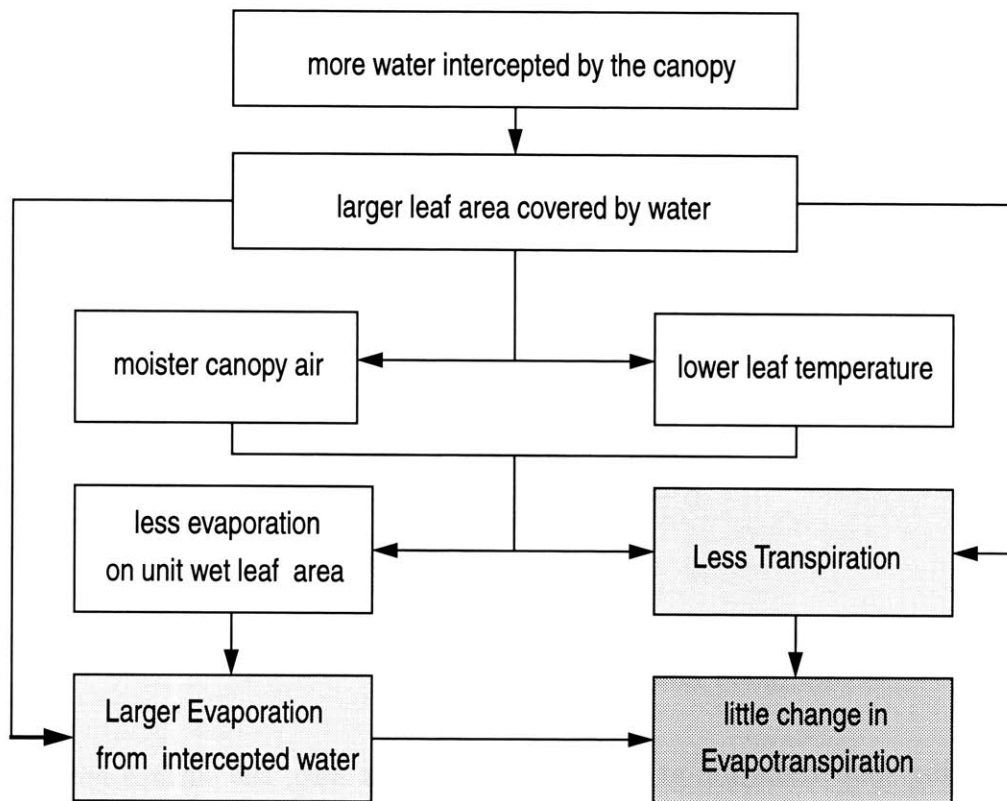 more water intercepted by the canopy
larger leaf area covered by water
moister canopy air
lower leaf temperature
less evaporation
on unit wet leaf area
Less Transpiration
Larger Evaporation
from intercepted water
little change in
Evapotranspiration